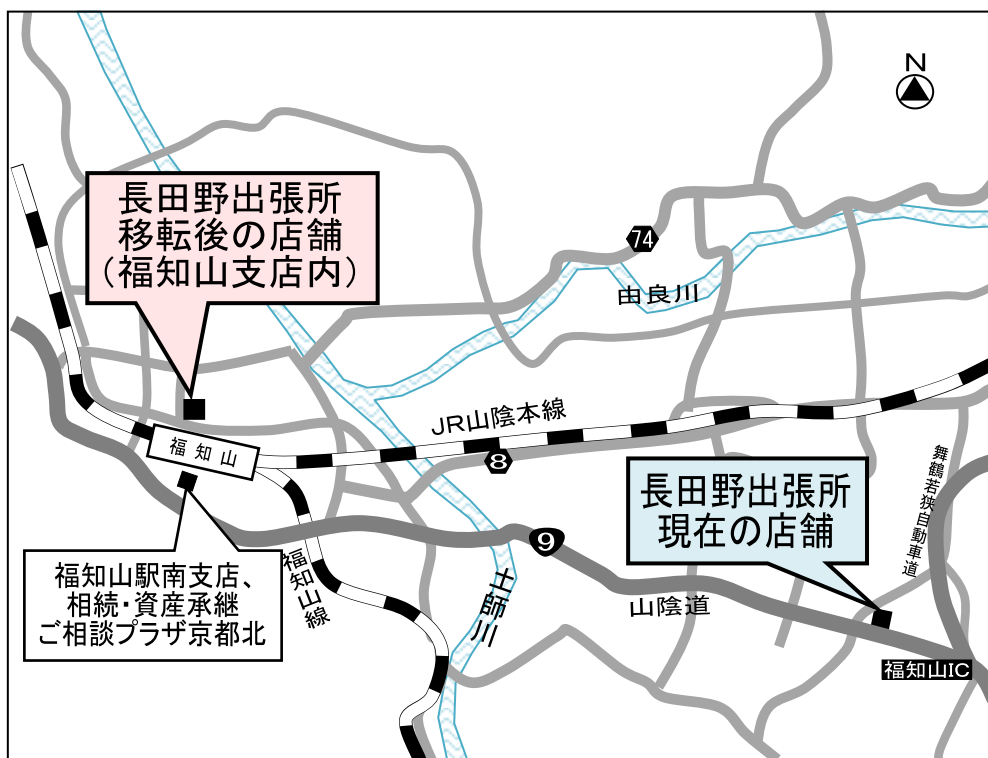 N
長田野出張所
移転後の店舗
（福知山支店内）
74
由良川
JR山陰本線
福知山
8
舞鶴若狭自動車道
長田野出張所
現在の店舗
9
福知山線
土師川
福知山駅南支店、
相続・資産承継
ご相談プラザ京都北
山陰道
福知山IC